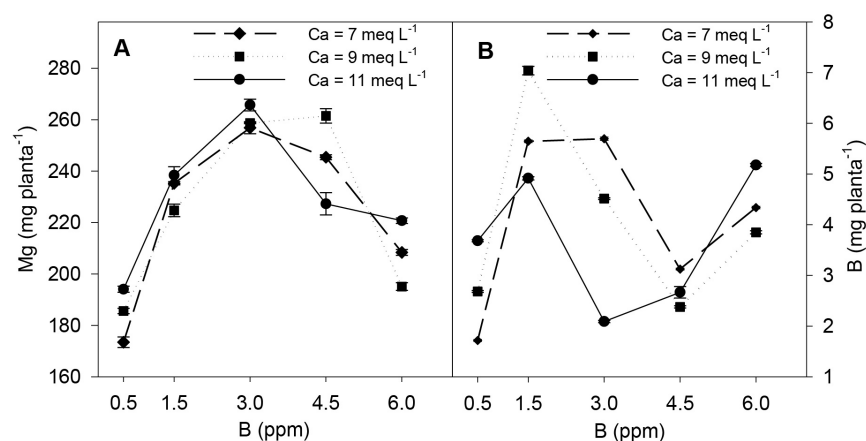 A
Ca = 7 meq L⁻¹
Ca = 9 meq L⁻¹
Ca = 11 meq L⁻¹
Mg (mg planta⁻¹)
280
260
240
220
200
180
160
0.5 1.5 3.0 4.5 6.0
B (ppm)
B
Ca = 7 meq L⁻¹
Ca = 9 meq L⁻¹
Ca = 11 meq L⁻¹
8
7
6
5
4
3
2
1
B (mg planta⁻¹)
0.5 1.5 3.0 4.5 6.0
B (ppm)